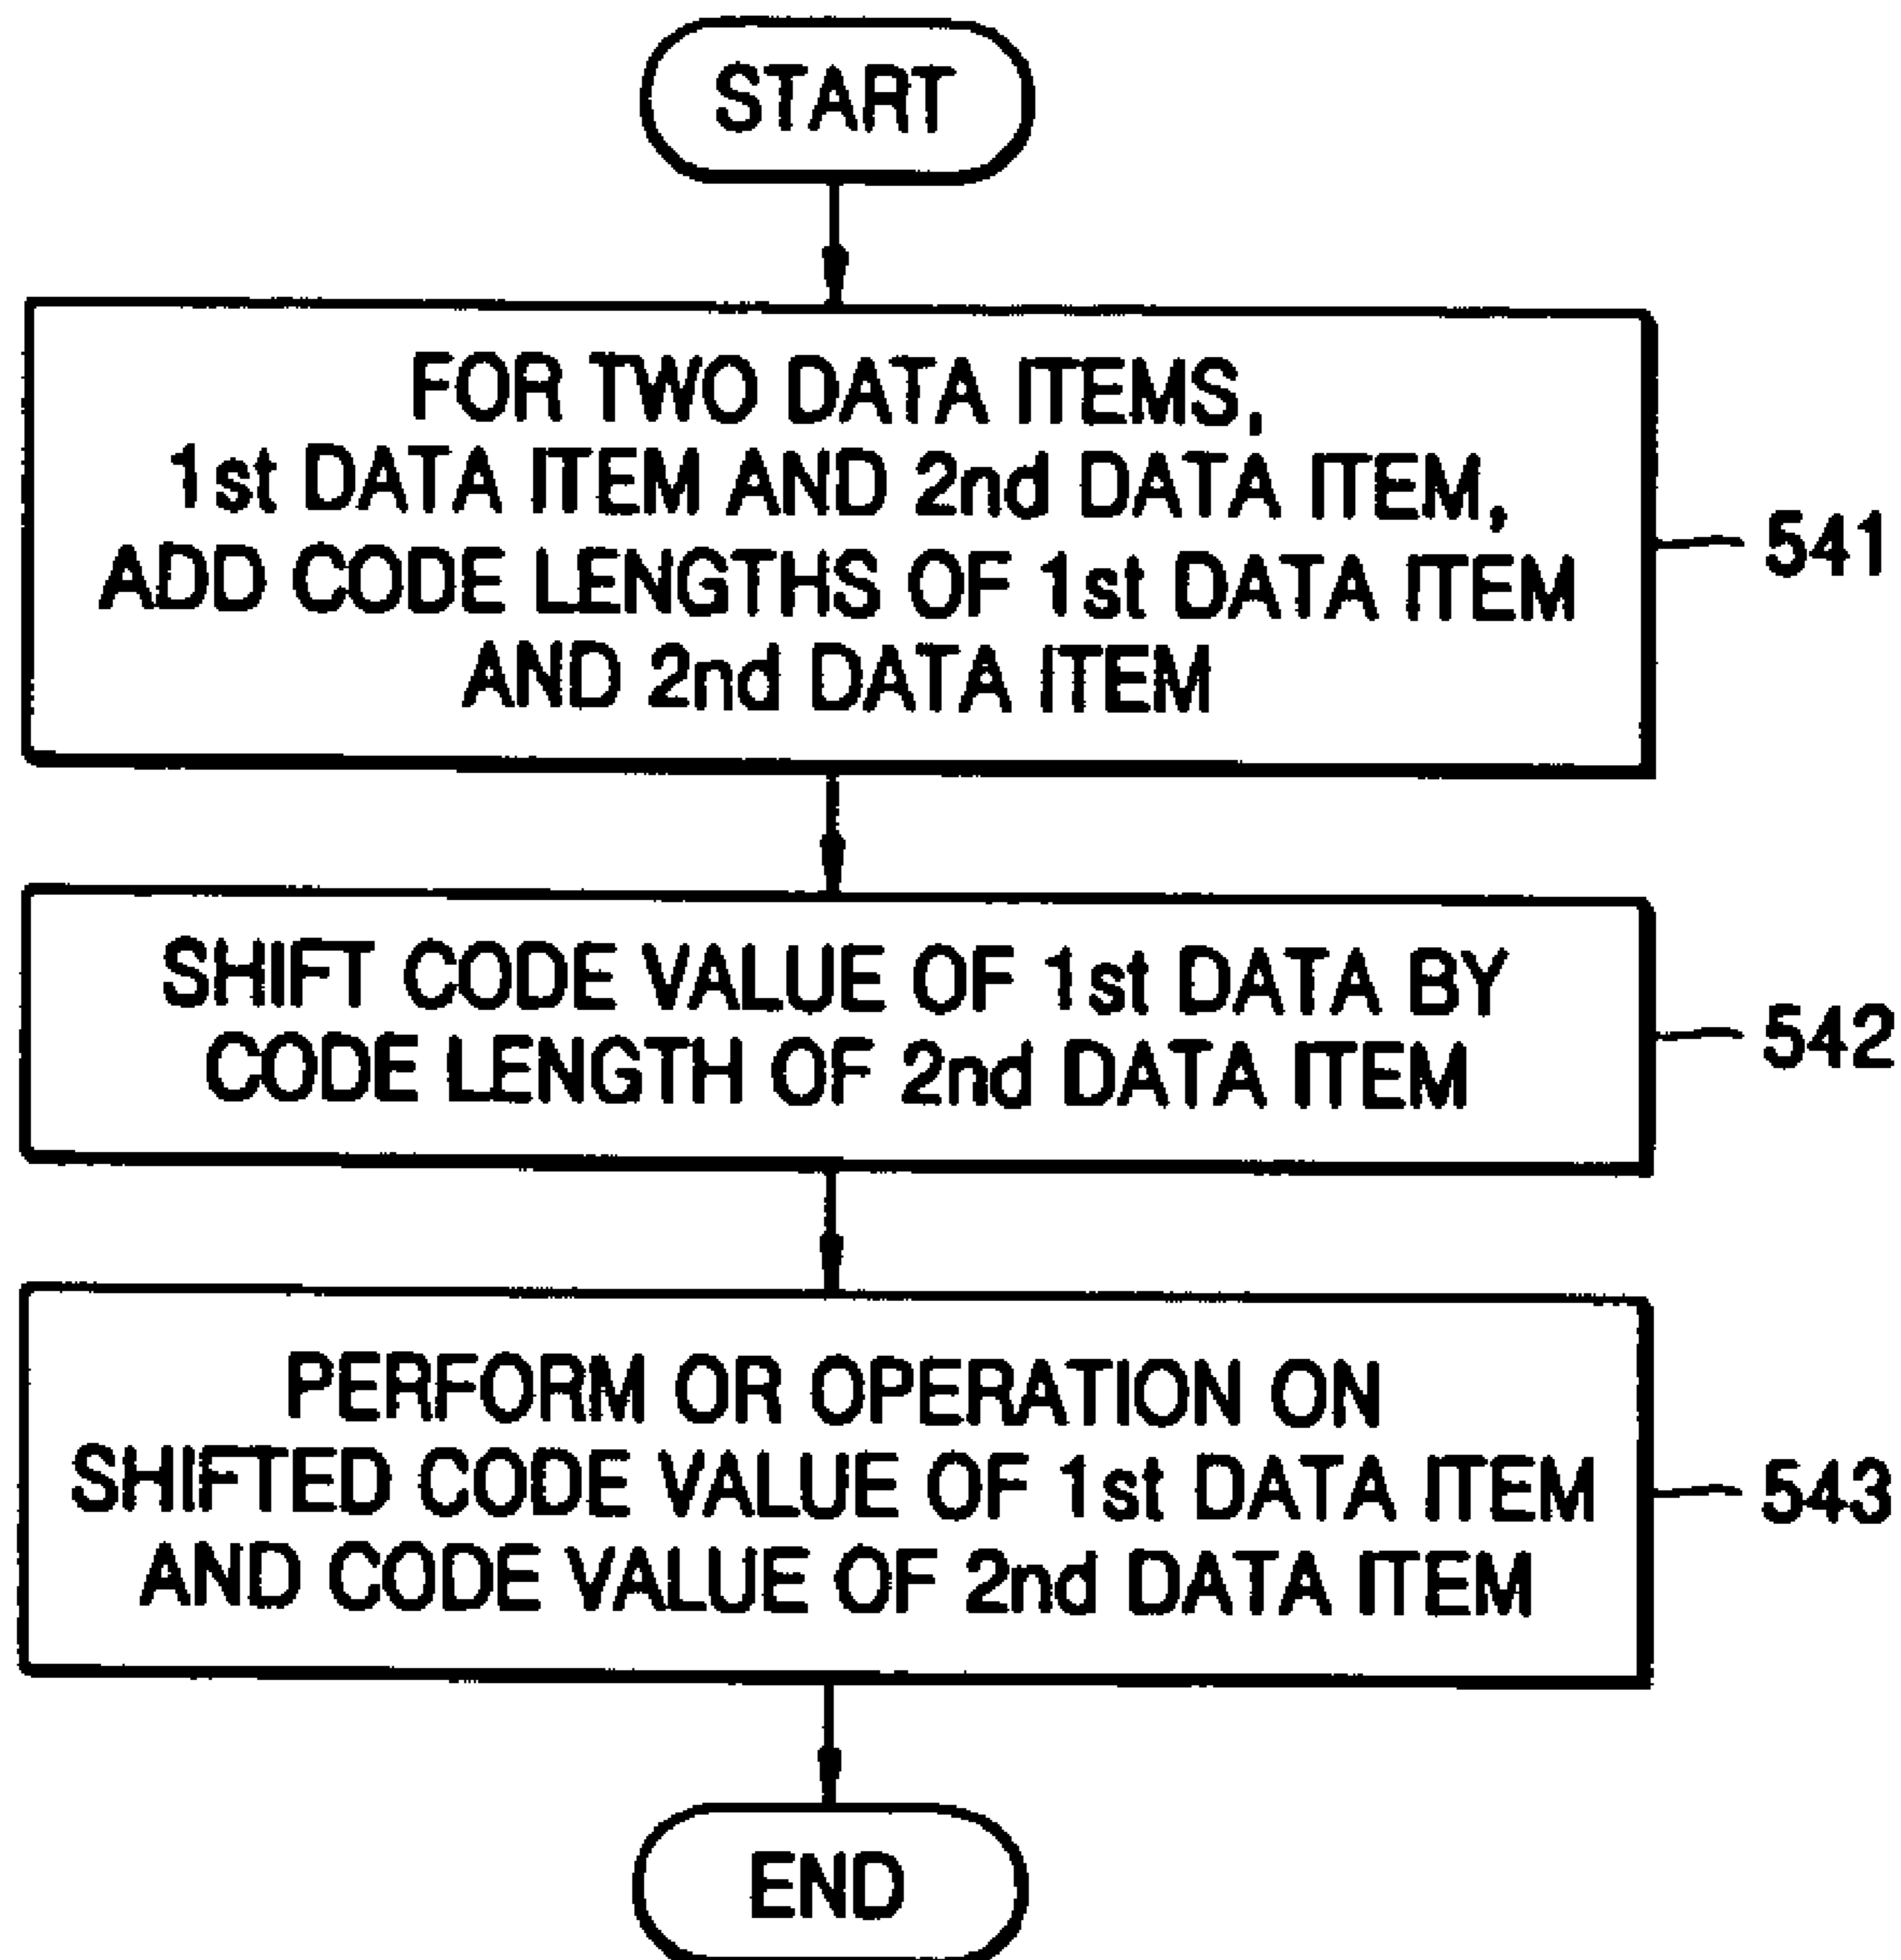 START
FOR TWO DATA ITEMS,
1st DATA ITEM AND 2nd DATA ITEM,
ADD CODE LENGTHS OF 1st DATA ITEM
AND 2nd DATA ITEM
541
SHIFT CODE VALUE OF 1st DATA BY
CODE LENGTH OF 2nd DATA ITEM
542
PERFORM OR OPERATION ON
SHIFTED CODE VALUE OF 1st DATA ITEM
AND CODE VALUE OF 2nd DATA ITEM
543
END